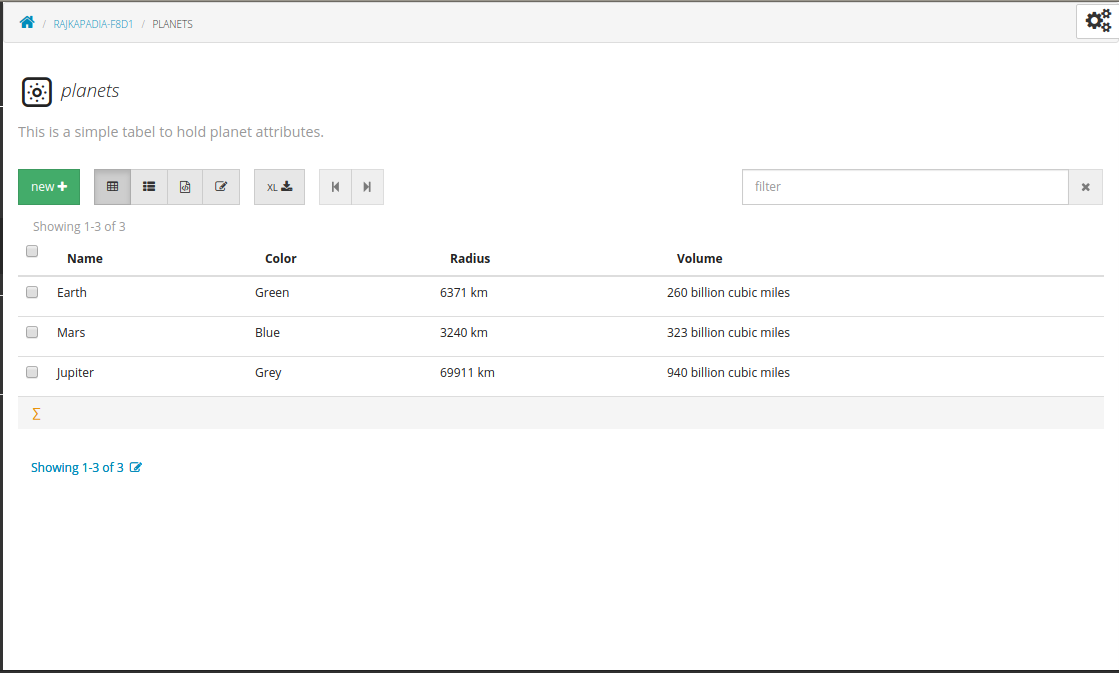 / RAJKAPADIA-F8D1 / PLANETS
planets
This is a simple tabel to hold planet attributes.
new XL filter
Showing 1-3 of 3
Name Color Radius Volume
Earth Green 6371 km 260 billion cubic miles
Mars Blue 3240 km 323 billion cubic miles
Jupiter Grey 69911 km 940 billion cubic miles
Σ
Showing 1-3 of 3